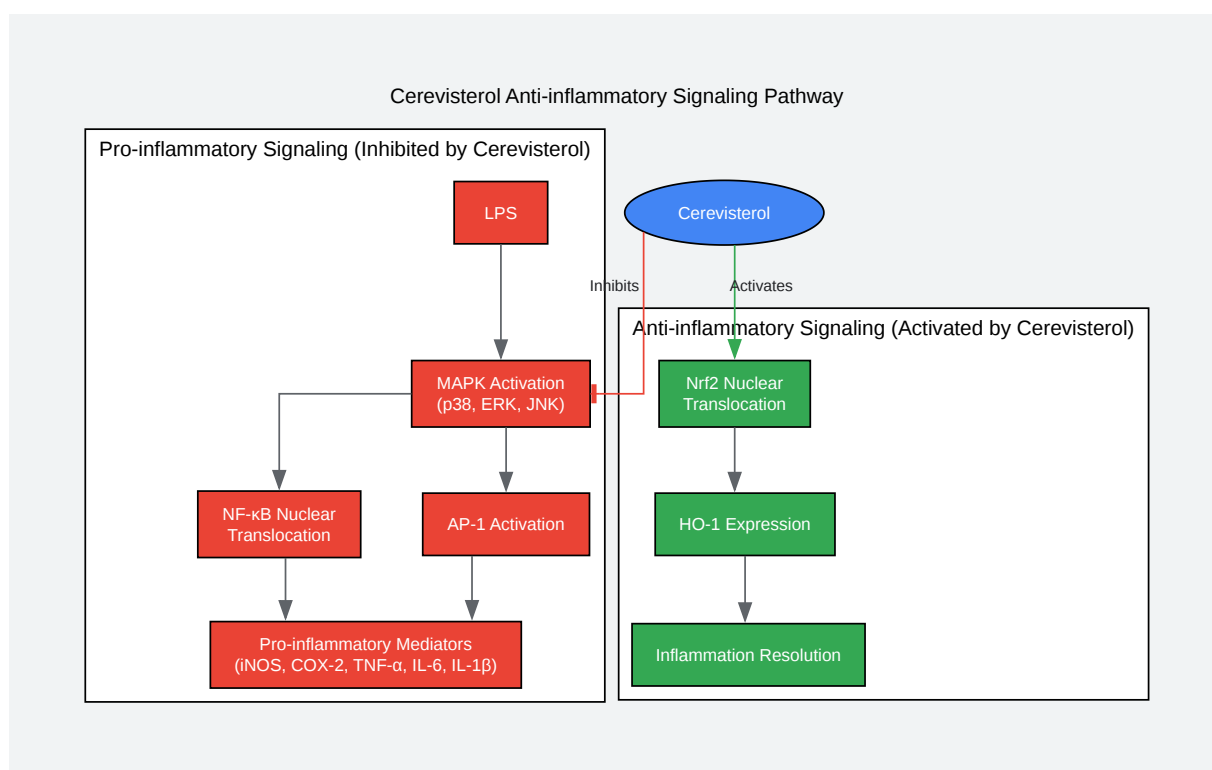 Cerevisterol Anti-inflammatory Signaling Pathway
Pro-inflammatory Signaling (Inhibited by Cerevisterol)
LPS
Cerevisterol
Inhibits
Activates
Anti-inflammatory Signaling (Activated by Cerevisterol)
MAPK Activation
(p38, ERK, JNK)
Nrf2 Nuclear
Translocation
NF-κB Nuclear
Translocation
AP-1 Activation
HO-1 Expression
Pro-inflammatory Mediators
(iNOS, COX-2, TNF-α, IL-6, IL-1β)
Inflammation Resolution